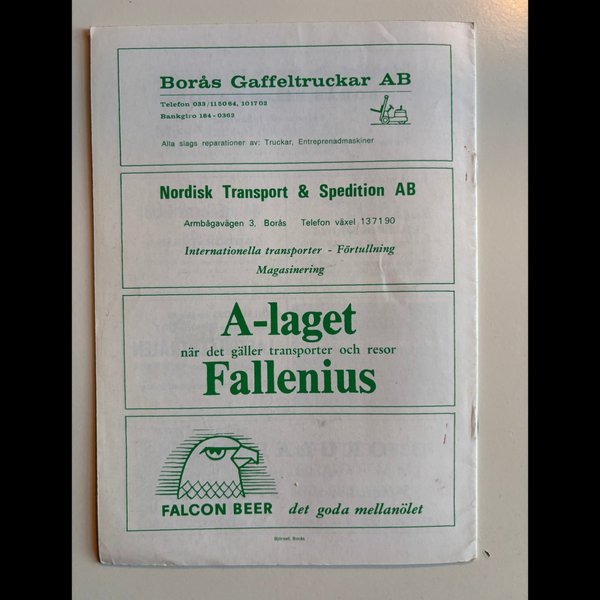 Borås Gaffeltruckar AB
Telefon 033/115064, 101702
Bankgiro 184-0362
Alla slags reparationer av: Truckar, Entreprenadmaskiner
Nordisk Transport & Spedition AB
Armbågavägen 3, Borås Telefon växel 137190
Internationella transporter - Förtullning
Magasinering
A-laget
när det gäller transporter och resor
Fallenius
FALCON BEER det goda mellanölet
Borås